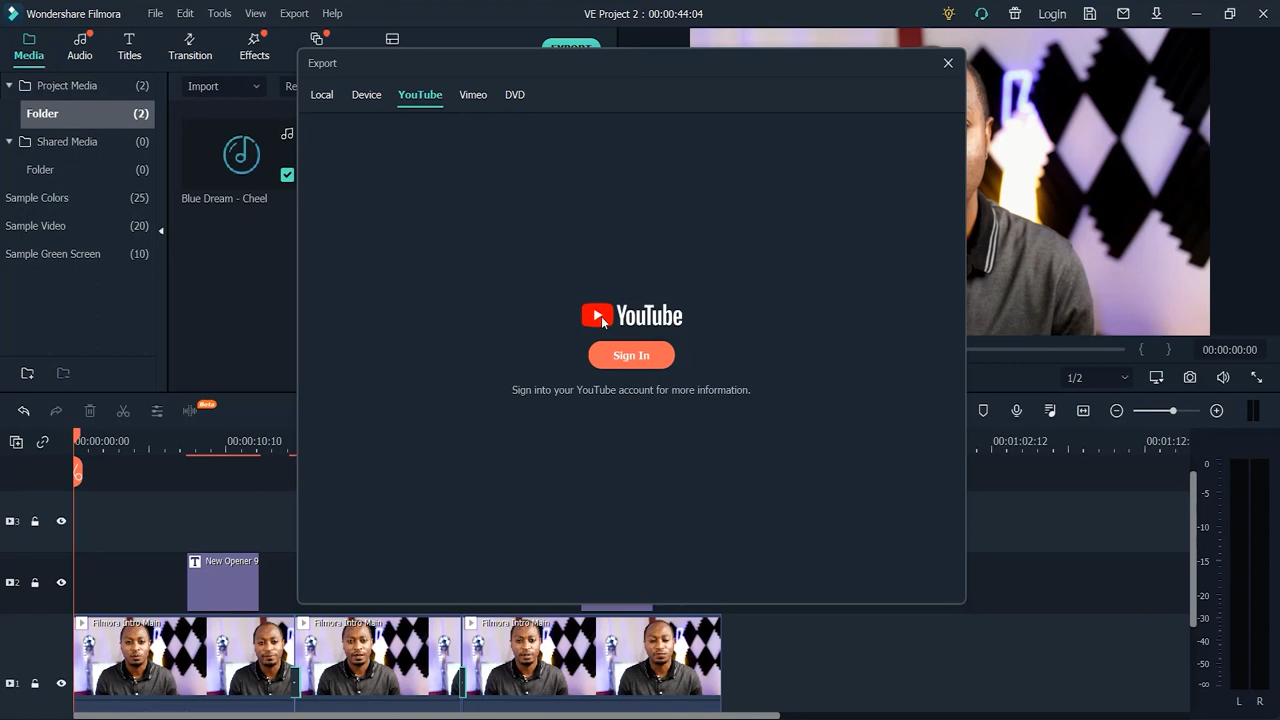 Wondershare Filmora File Edit Tools View Export Help VE Project 2 : 00:00:44:04 Login
Media Audio Titles Transition Effects
Export
Local Device YouTube Vimeo DVD
Project Media (2)
Folder (2)
Shared Media (0)
Folder (0)
Sample Colors (25)
Sample Video (20)
Sample Green Screen (10)
Import Re
Blue Dream - Cheel
YouTube
Sign In
Sign into your YouTube account for more information.
{ } 00:00:00:00
1/2
Beta
00:00:00:00 00:00:10:10 00:01:02:12 00:01:12:
3
2
New Opener 9
1
Filmora Intro Main Filmora Intro Main Filmora Intro Main
0
-5
-10
-15
-20
-30
-40
-50
-∞
L R